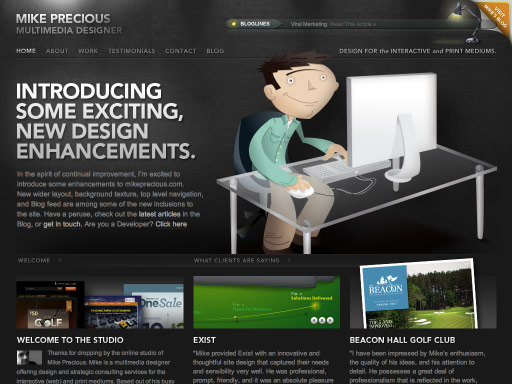 MIKE PRECIOUS
MULTIMEDIA DESIGNER
BLOGLINES
Viral Marketing Read This Article »
VISIT
MIKE'S BLOG
HOME ABOUT WORK TESTIMONIALS CONTACT BLOG
DESIGN for the INTERACTIVE and PRINT MEDIUMS.
INTRODUCING
SOME EXCITING,
NEW DESIGN
ENHANCEMENTS.
In the spirit of continual improvement, I'm excited to
introduce some enhancements to mikeprecious.com.
New wider layout, background texture, top level navigation,
and Blog feed are among some of the new inclusions to
the site. Have a peruse, check out the latest articles in the
Blog, or get in touch. Are you a Developer? Click here
WELCOME
WHAT CLIENTS ARE SAYING
$50
GOLF
OneSale
Solutions Delivered.
THE
BEACON
WELCOME TO THE STUDIO
Thanks for dropping by the online studio of
Mike Precious. Mike is a multimedia designer
offering design and strategic consulting services for the
interactive (web) and print mediums. Based out of his busy
EXIST
"Mike provided Exist with an innovative and
thoughtful site design that captured their needs
and sensibility very well. He was professional,
prompt, friendly, and it was an absolute pleasure
BEACON HALL GOLF CLUB
"I have been impressed by Mike's enthusiasm,
the quality of his ideas, and his attention to
detail. He possesses a great deal of
professionalism that is reflected in the work,